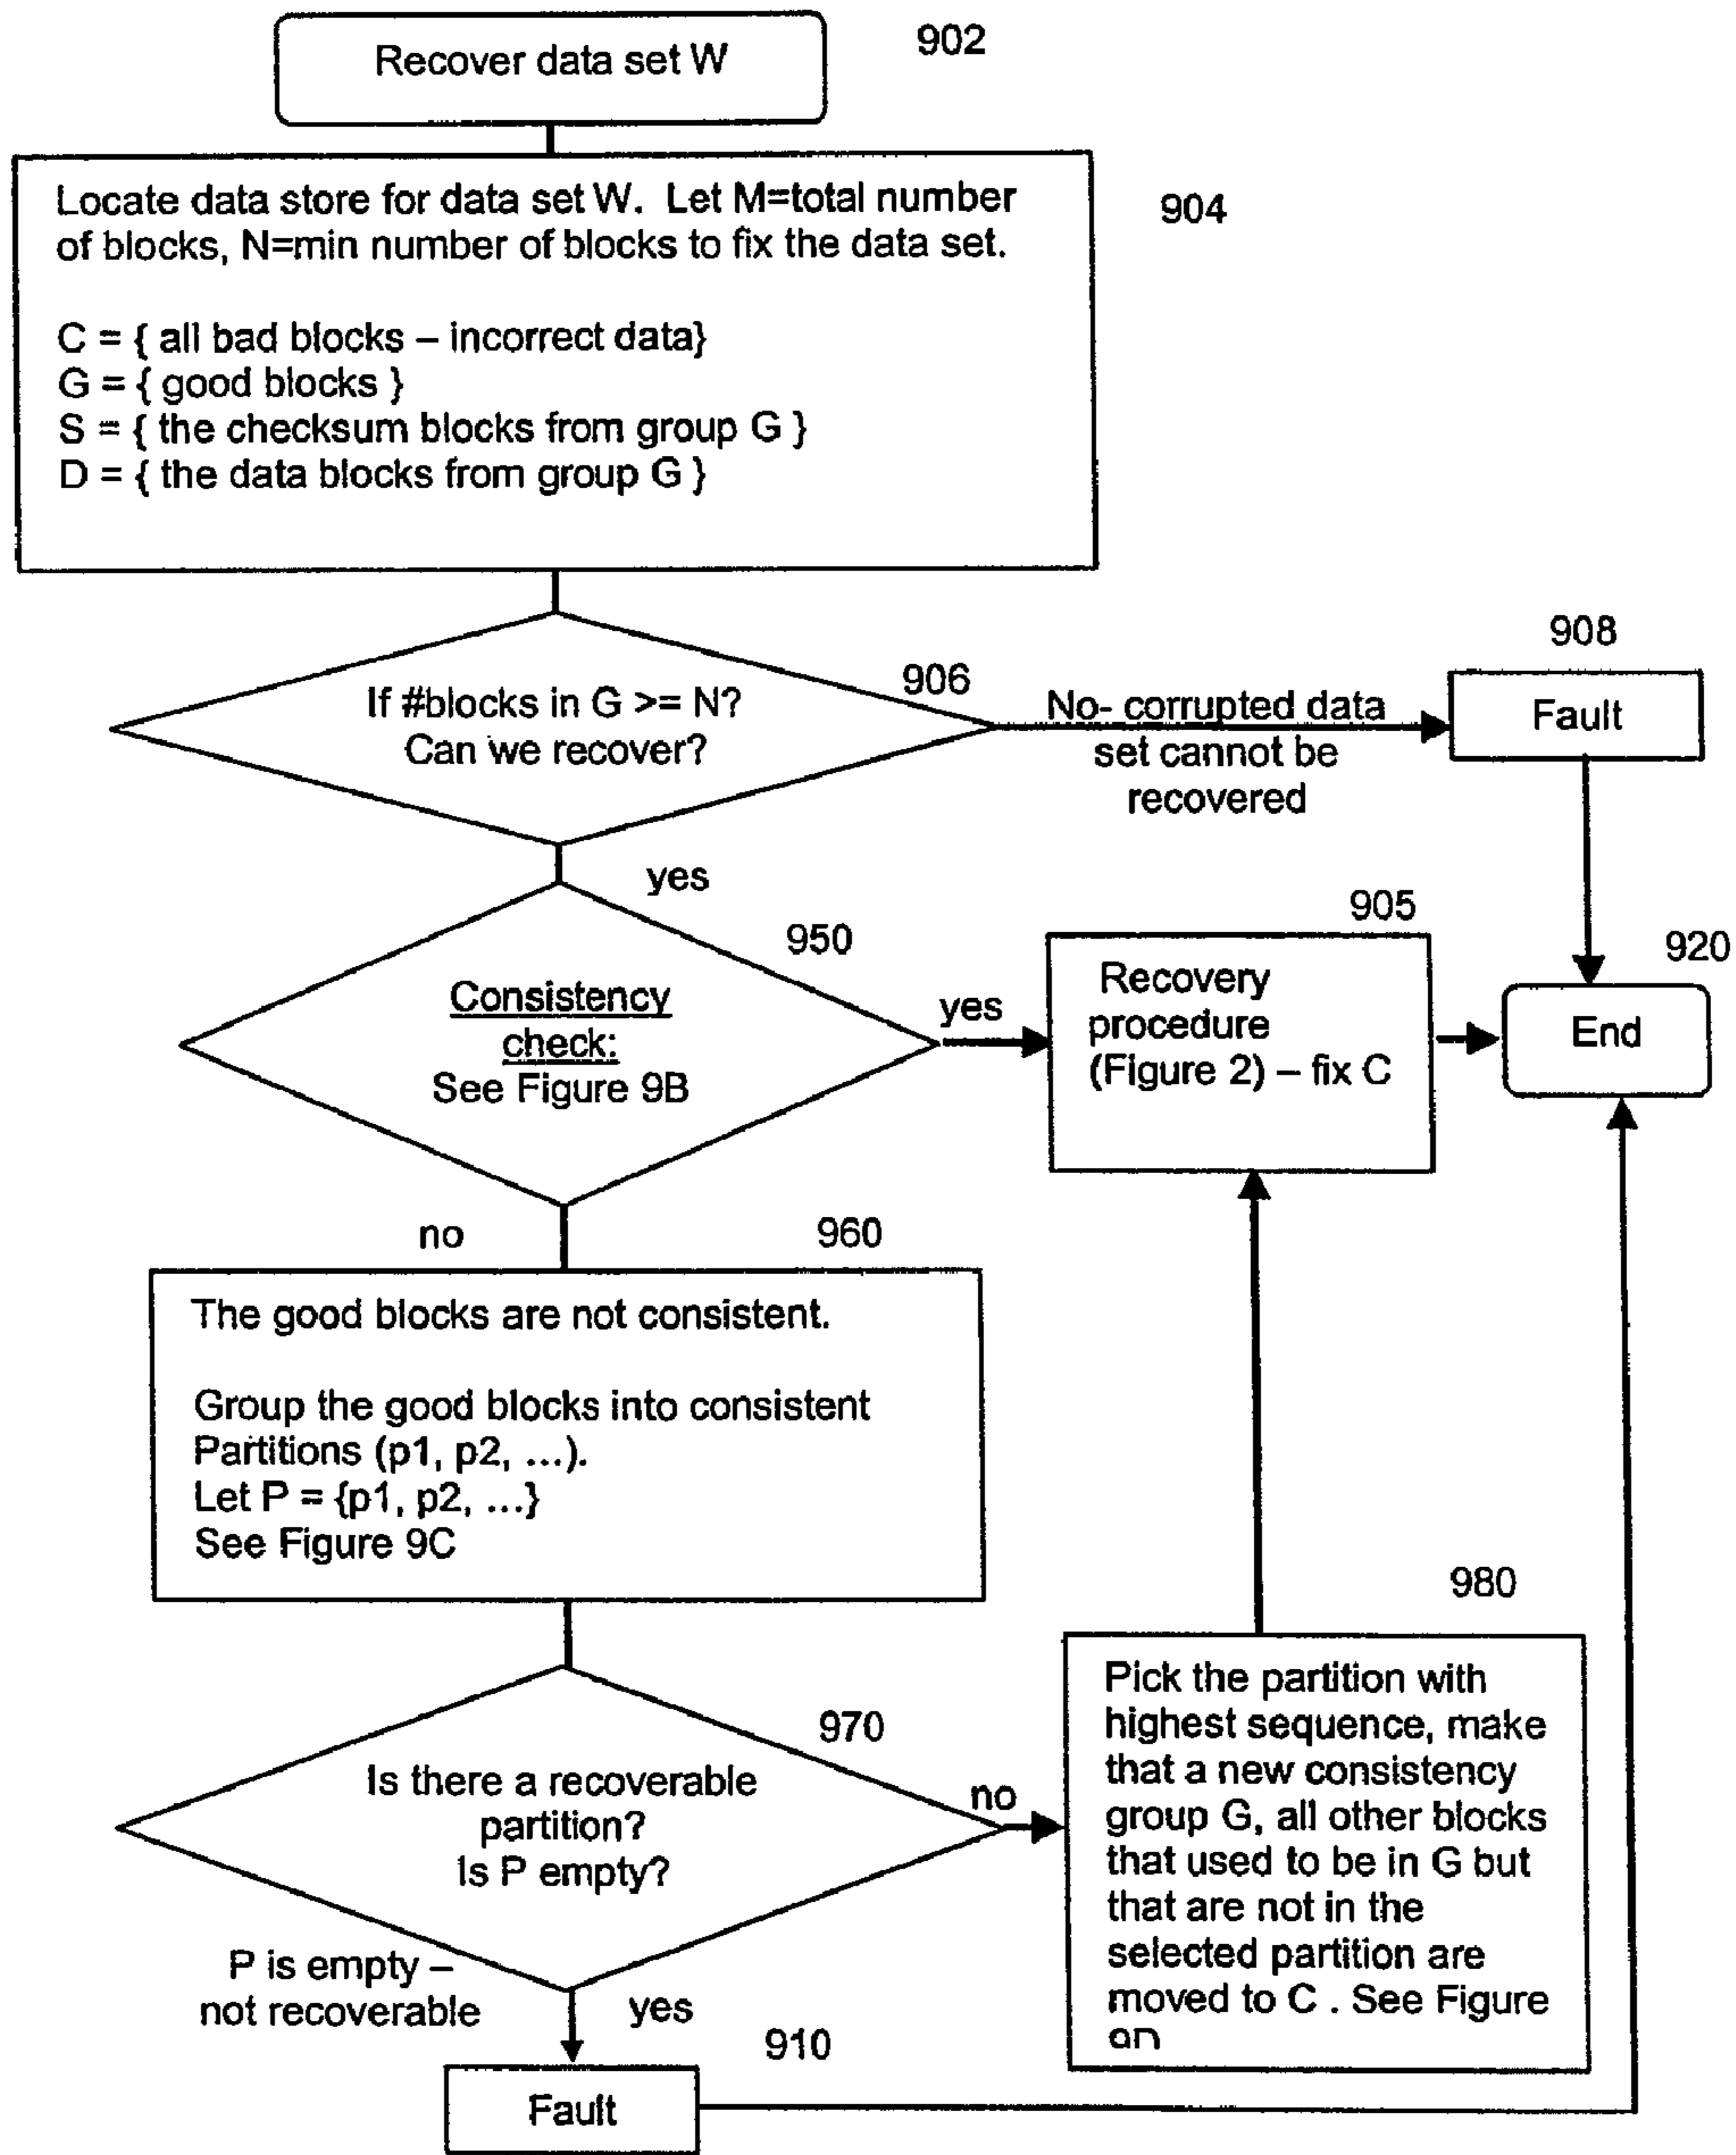 Recover data set W
902
Locate data store for data set W. Let M=total number
of blocks, N=min number of blocks to fix the data set.
C = { all bad blocks – incorrect data}
G = { good blocks }
S = { the checksum blocks from group G }
D = { the data blocks from group G }
904
If #blocks in G >= N?
Can we recover?
906
No- corrupted data
set cannot be
recovered
908
Fault
yes
950
Consistency
check:
See Figure 9B
yes
905
Recovery
procedure
(Figure 2) – fix C
920
End
no
960
The good blocks are not consistent.
Group the good blocks into consistent
Partitions (p1, p2, ...).
Let P = {p1, p2, ...}
See Figure 9C
970
Is there a recoverable
partition?
Is P empty?
no
980
Pick the partition with
highest sequence, make
that a new consistency
group G, all other blocks
that used to be in G but
that are not in the
selected partition are
moved to C . See Figure
P is empty –
not recoverable
yes
910
Fault